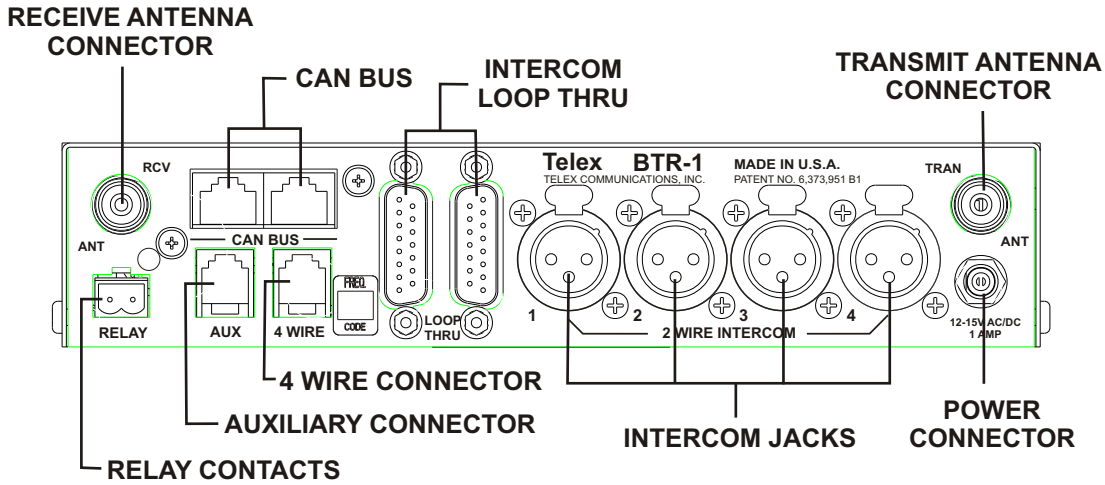 RECEIVE ANTENNA
CONNECTOR
CAN BUS
INTERCOM
LOOP THRU
TRANSMIT ANTENNA
CONNECTOR
RCV
ANT
CAN BUS
RELAY
AUX
4 WIRE
FREQ.
CODE
LOOP
THRU
Telex BTR-1
TELEX COMMUNICATIONS, INC.
MADE IN U.S.A.
PATENT NO. 6,373,951 B1
1 2 3 4
2 WIRE INTERCOM
TRAN
ANT
12-15V AC/DC
1 AMP
4 WIRE CONNECTOR
AUXILIARY CONNECTOR
RELAY CONTACTS
INTERCOM JACKS
POWER
CONNECTOR